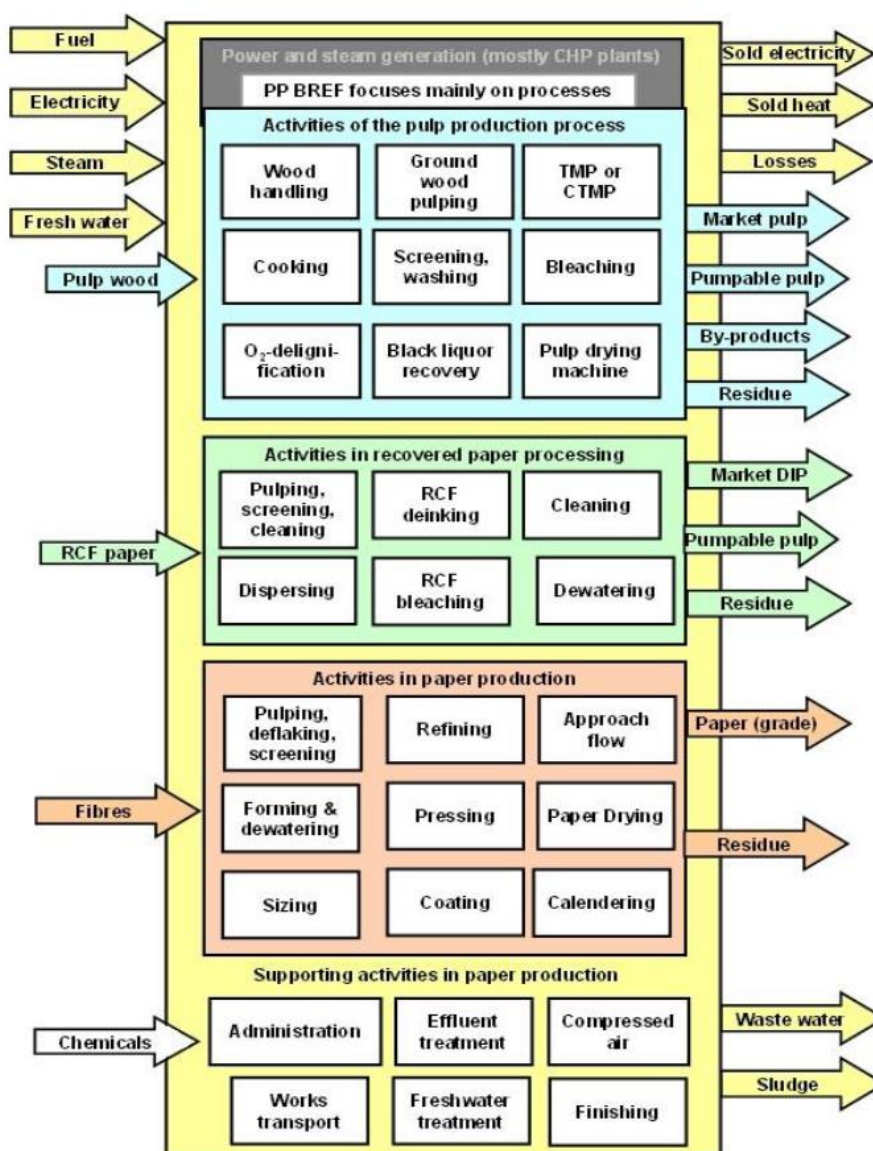 Fuel
Electricity
Steam
Fresh water
Pulp wood
RCF paper
Fibres
Chemicals
Power and steam generation (mostly CHP plants)
PP BREF focuses mainly on processes
Activities of the pulp production process
Wood
handling
Ground
wood
pulping
TMP or
CTMP
Cooking
Screening,
washing
Bleaching
O₂-deligni-
fication
Black liquor
recovery
Pulp drying
machine
Activities in recovered paper processing
Pulping,
screening,
cleaning
RCF
deinking
Cleaning
Dispersing
RCF
bleaching
Dewatering
Activities in paper production
Pulping,
deflaking,
screening
Refining
Approach
flow
Forming &
dewatering
Pressing
Paper Drying
Sizing
Coating
Calendering
Supporting activities in paper production
Administration
Effluent
treatment
Compressed
air
Works
transport
Freshwater
treatment
Finishing
Sold electricity
Sold heat
Losses
Market pulp
Pumpable pulp
By-products
Residue
Market DIP
Pumpable pulp
Residue
Paper (grade)
Residue
Waste water
Sludge